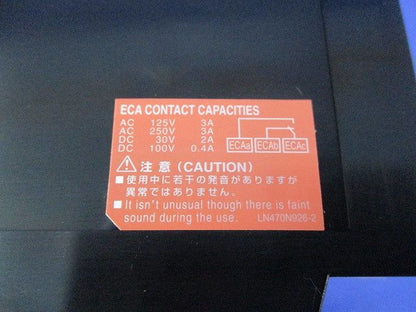 ECA CONTACT CAPACITIES
AC 125V 3A
AC 250V 3A
DC 30V 2A
DC 100V 0.4A
ECAa ECAb ECAc
注意 (CAUTION)
■使用中に若干の発音がありますが
異常ではありません。
■It isn't unusual though there is faint
sound during the use.
LN470N926-2